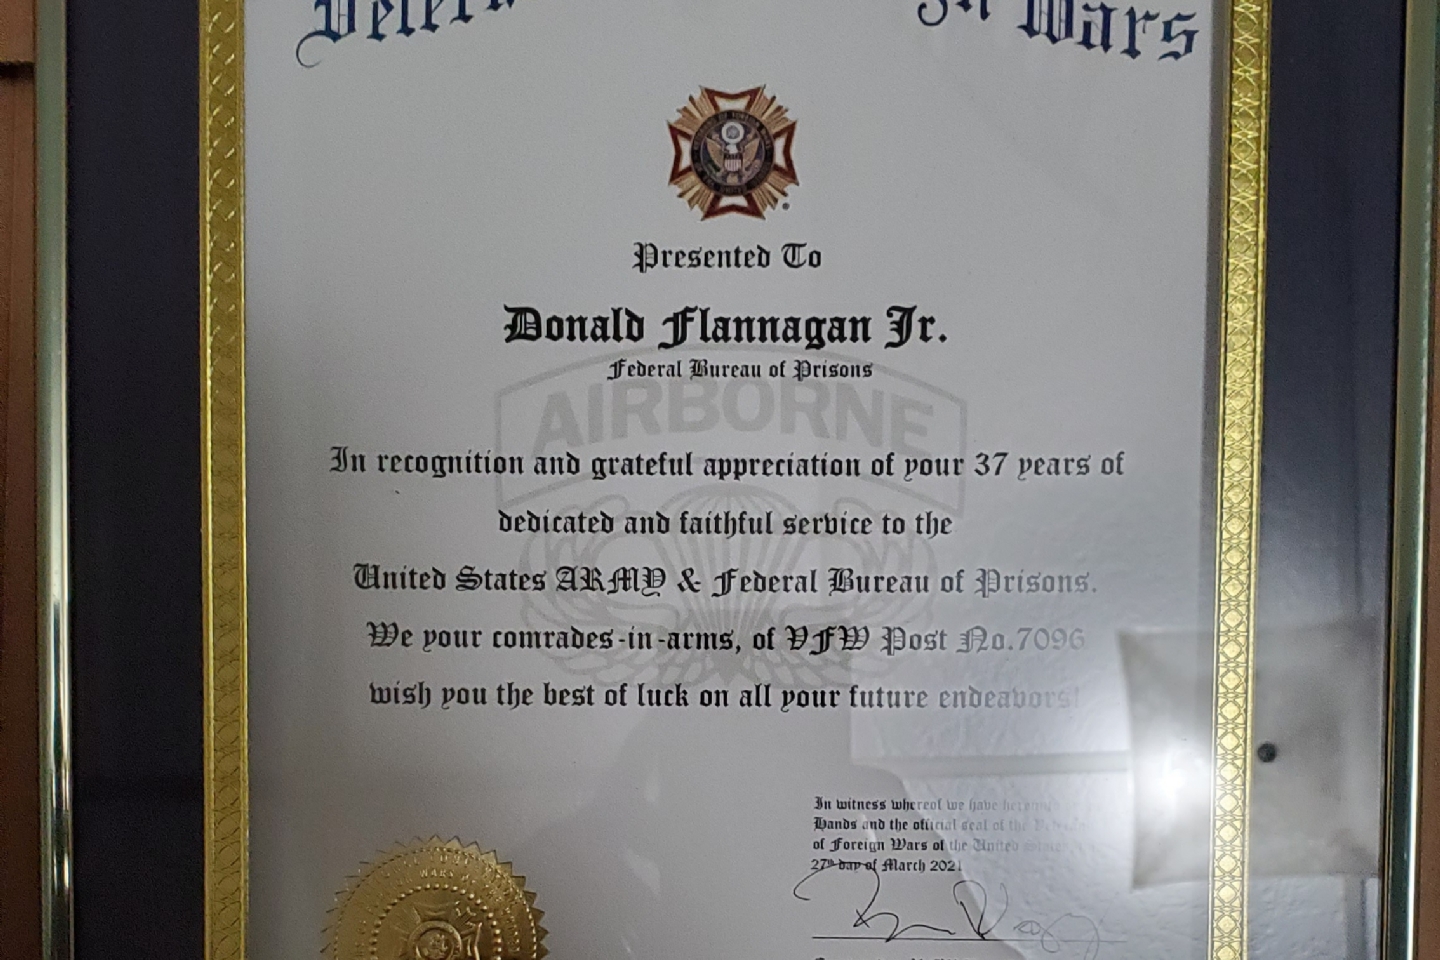 Wars
Presented To
Donald Flannagan Jr.
Federal Bureau of Prisons
AIRBORNE
In recognition and grateful appreciation of your 37 years of
dedicated and faithful service to the
United States ARMY & Federal Bureau of Prisons.
We your comrades-in-arms, of VFW Post No.7096
wish you the best of luck on all your future endeavors!
In witness whereof we have
Hands and the official seal of the
of Foreign Wars of the United States
27th day of March 2021